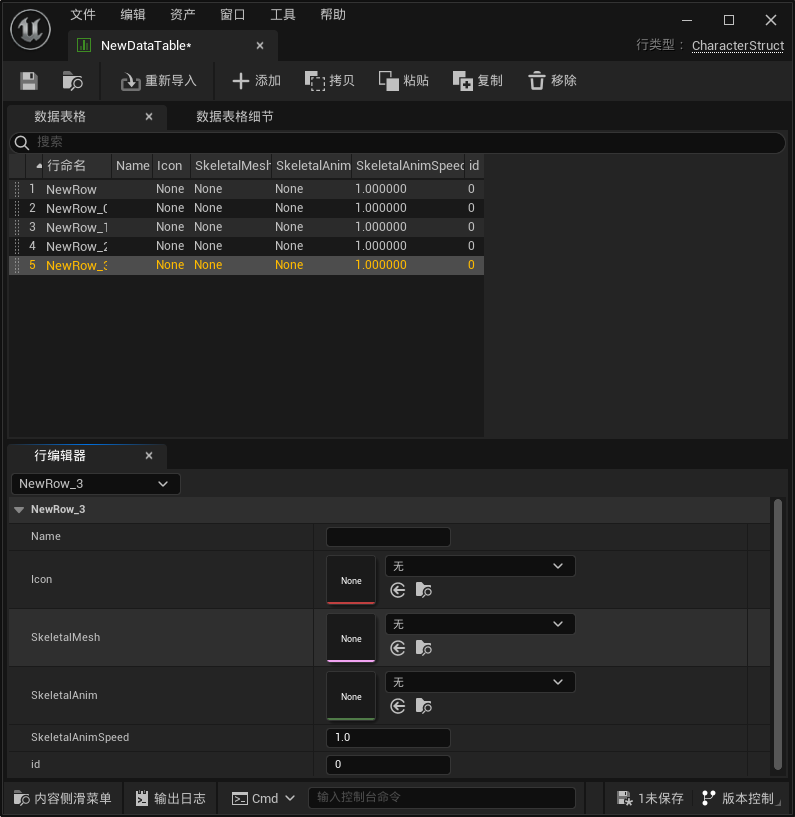 文件 编辑 资产 窗口 工具 帮助
NewDataTable*
行类型： CharacterStruct
重新导入 添加 拷贝 粘贴 复制 移除
数据表格 数据表格细节
搜索
行命名 Name Icon SkeletalMesh SkeletalAnim SkeletalAnimSpeed id
1 NewRow None None None 1.000000 0
2 NewRow_0 None None None 1.000000 0
3 NewRow_1 None None None 1.000000 0
4 NewRow_2 None None None 1.000000 0
5 NewRow_3 None None None 1.000000 0
行编辑器
NewRow_3
NewRow_3
Name
Icon None 无
SkeletalMesh None 无
SkeletalAnim None 无
SkeletalAnimSpeed 1.0
id 0
内容侧滑菜单 输出日志 Cmd 输入控制台命令 1未保存 版本控制